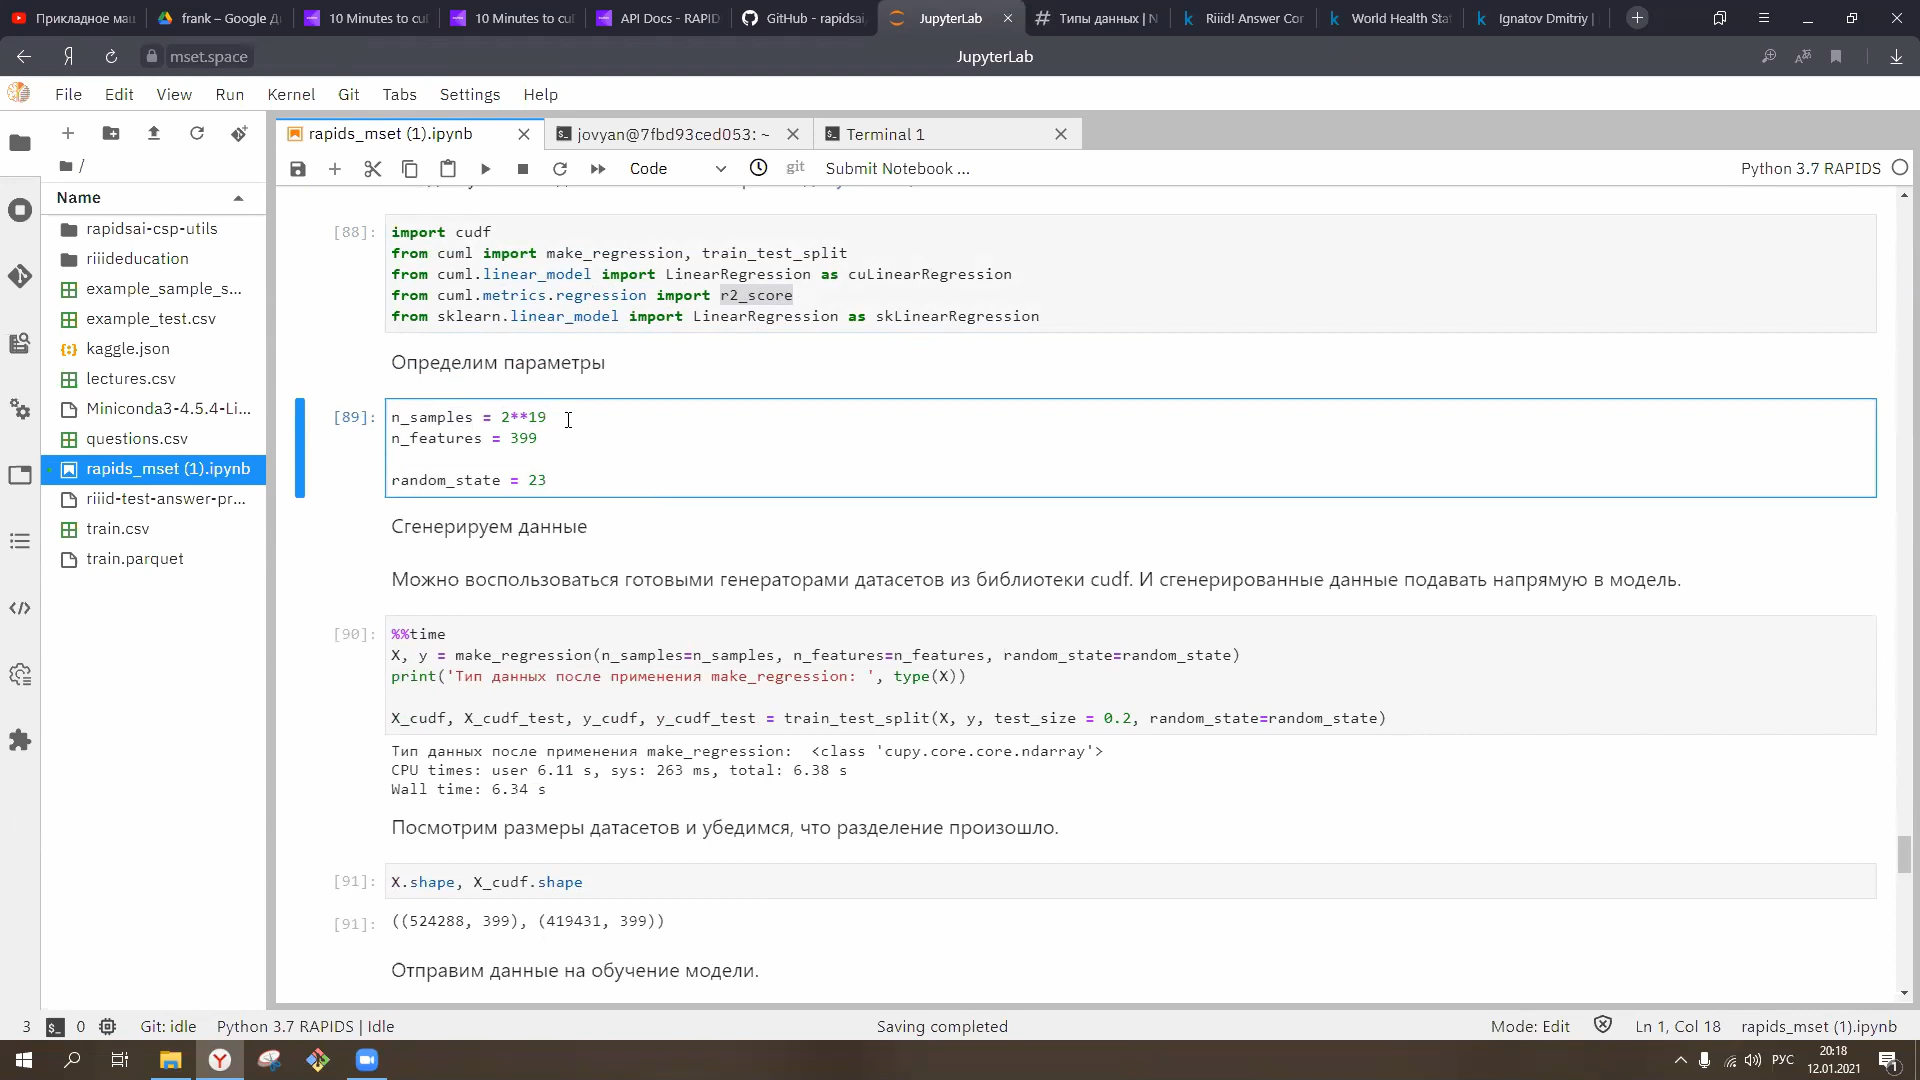 Прикладное маш
frank – Google Д
10 Minutes to cu
10 Minutes to cu
API Docs - RAPID
GitHub - rapidsai
JupyterLab
Типы данных | N
Riiid! Answer Cor
World Health Stat
Ignatov Dmitriy |
mset.space
JupyterLab
File Edit View Run Kernel Git Tabs Settings Help
rapids_mset (1).ipynb
jovyan@7fbd93ced053: ~
Terminal 1
/
Code
git
Submit Notebook ...
Python 3.7 RAPIDS
Name
rapidsai-csp-utils
riiideducation
example_sample_s...
example_test.csv
kaggle.json
lectures.csv
Miniconda3-4.5.4-Li...
questions.csv
rapids_mset (1).ipynb
riiid-test-answer-pr...
train.csv
train.parquet
[88]:
import cudf
from cuml import make_regression, train_test_split
from cuml.linear_model import LinearRegression as cuLinearRegression
from cuml.metrics.regression import r2_score
from sklearn.linear_model import LinearRegression as skLinearRegression
Определим параметры
[89]:
n_samples = 2**19
n_features = 399
random_state = 23
Сгенерируем данные
Можно воспользоваться готовыми генераторами датасетов из библиотеки cudf. И сгенерированные данные подавать напрямую в модель.
[90]:
%%time
X, y = make_regression(n_samples=n_samples, n_features=n_features, random_state=random_state)
print('Тип данных после применения make_regression: ', type(X))
X_cudf, X_cudf_test, y_cudf, y_cudf_test = train_test_split(X, y, test_size = 0.2, random_state=random_state)
Тип данных после применения make_regression:  <class 'cupy.core.core.ndarray'>
CPU times: user 6.11 s, sys: 263 ms, total: 6.38 s
Wall time: 6.34 s
Посмотрим размеры датасетов и убедимся, что разделение произошло.
[91]:
X.shape, X_cudf.shape
[91]:
((524288, 399), (419431, 399))
Отправим данные на обучение модели.
3
0
Git: idle
Python 3.7 RAPIDS | Idle
Saving completed
Mode: Edit
Ln 1, Col 18
rapids_mset (1).ipynb
РУС
20:18
12.01.2021
1